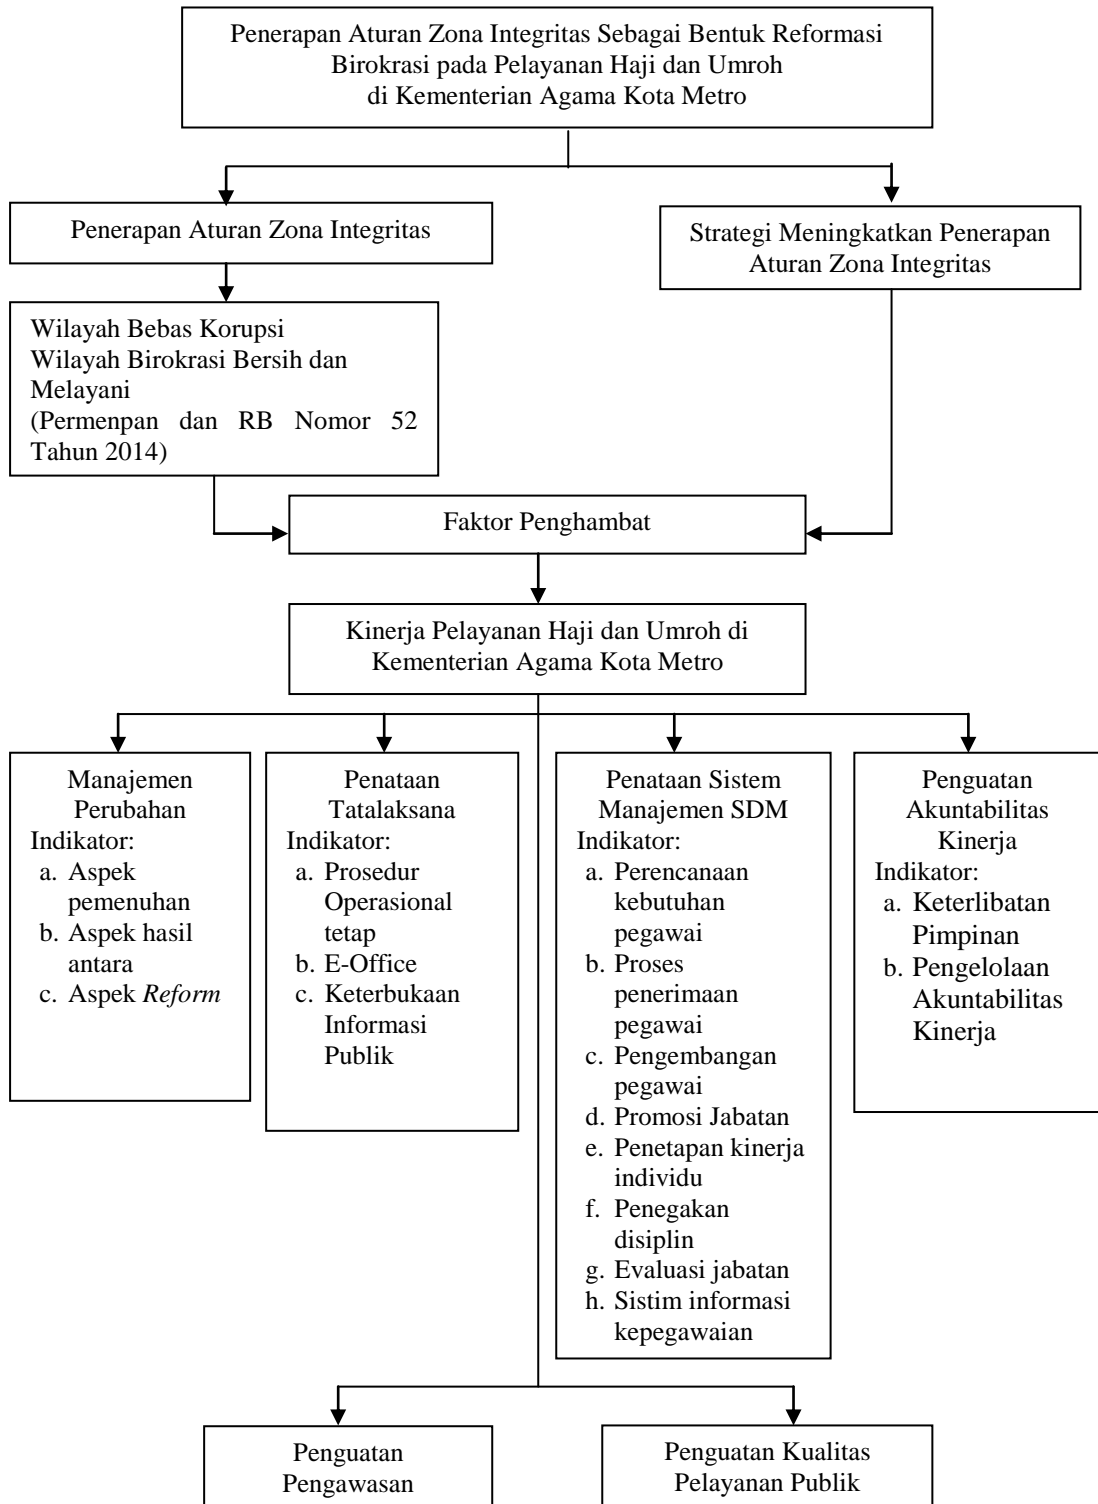 Penerapan Aturan Zona Integritas Sebagai Bentuk Reformasi
Birokrasi pada Pelayanan Haji dan Umroh
di Kementerian Agama Kota Metro
Penerapan Aturan Zona Integritas
Strategi Meningkatkan Penerapan
Aturan Zona Integritas
Wilayah Bebas Korupsi
Wilayah Birokrasi Bersih dan
Melayani
(Permenpan dan RB Nomor 52
Tahun 2014)
Faktor Penghambat
Kinerja Pelayanan Haji dan Umroh di
Kementerian Agama Kota Metro
Manajemen
Perubahan
Indikator:
a. Aspek
pemenuhan
b. Aspek hasil
antara
c. Aspek Reform
Penataan
Tatalaksana
Indikator:
a. Prosedur
Operasional
tetap
b. E-Office
c. Keterbukaan
Informasi
Publik
Penataan Sistem
Manajemen SDM
Indikator:
a. Perencanaan
kebutuhan
pegawai
b. Proses
penerimaan
pegawai
c. Pengembangan
pegawai
d. Promosi Jabatan
e. Penetapan kinerja
individu
f. Penegakan
disiplin
g. Evaluasi jabatan
h. Sistim informasi
kepegawaian
Penguatan
Akuntabilitas
Kinerja
Indikator:
a. Keterlibatan
Pimpinan
b. Pengelolaan
Akuntabilitas
Kinerja
Penguatan
Pengawasan
Penguatan Kualitas
Pelayanan Publik